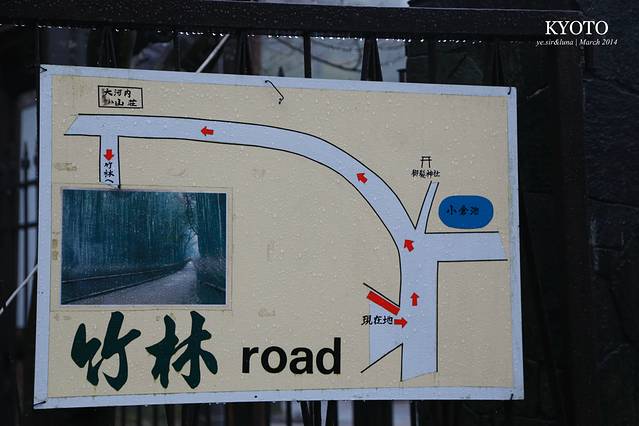 KYOTO
ye.sir&luna | March 2014
大河内
山荘
竹林へ
御髪神社
小倉池
現在地
竹林 road